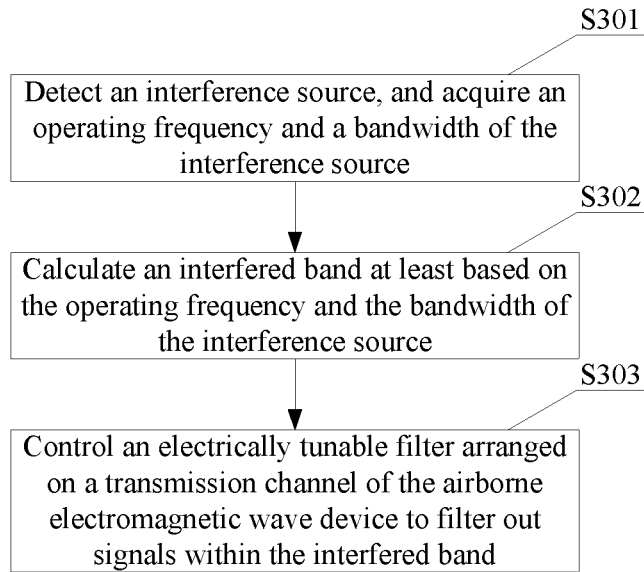 S301
Detect an interference source, and acquire an
operating frequency and a bandwidth of the
interference source
S302
Calculate an interfered band at least based on
the operating frequency and the bandwidth of
the interference source
S303
Control an electrically tunable filter arranged
on a transmission channel of the airborne
electromagnetic wave device to filter out
signals within the interfered band